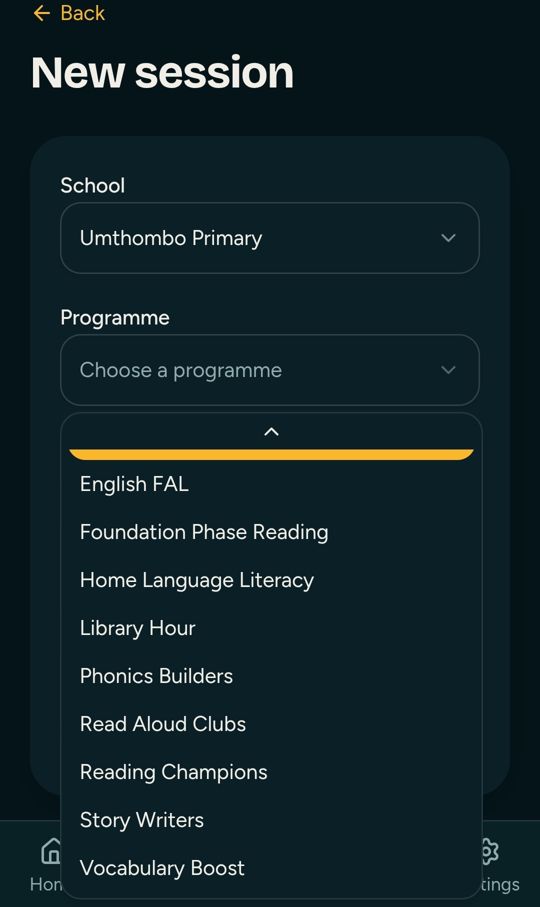 Back
New session
School
Umthombo Primary
Programme
Choose a programme
English FAL
Foundation Phase Reading
Home Language Literacy
Library Hour
Phonics Builders
Read Aloud Clubs
Reading Champions
Story Writers
Vocabulary Boost